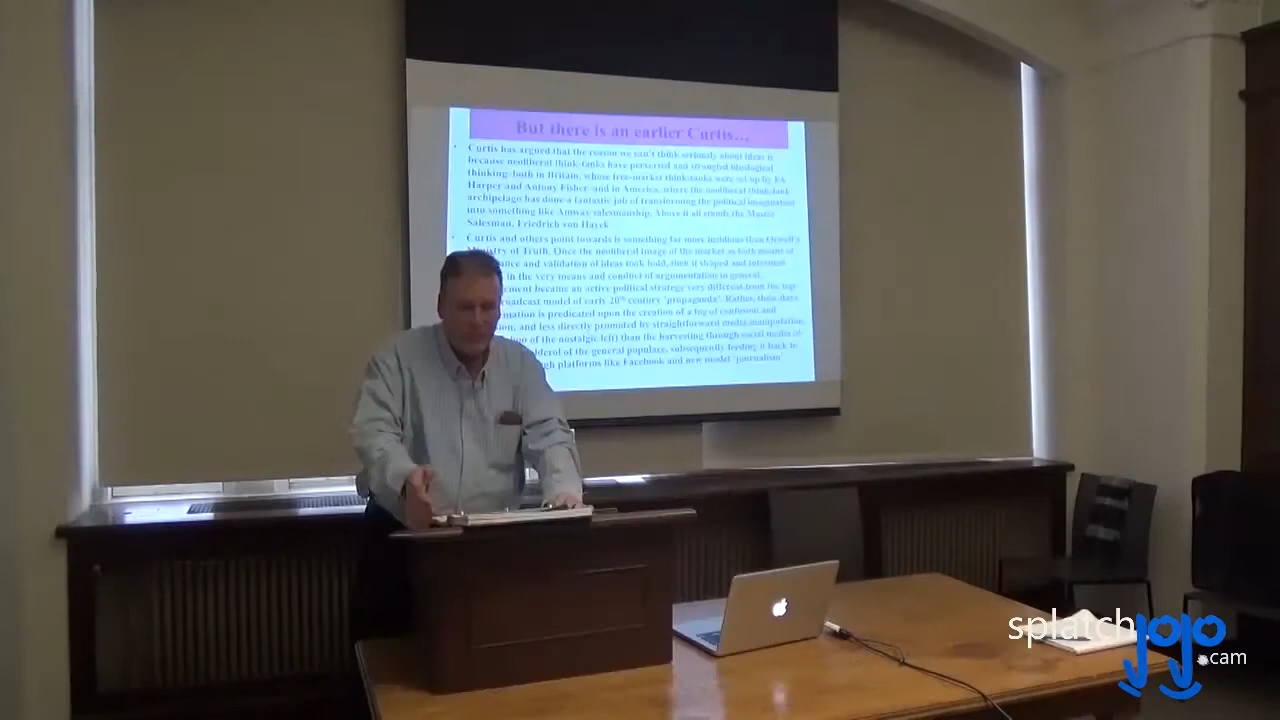 But there is an earlier Curtis…
• Curtis has argued that the reason we can't think seriously about ideas is
because neoliberal think-tanks have perverted and strangled ideological
thinking–both in Britain, whose free-market thinktanks were set up by FA
Harper and Antony Fisher–and in America, where the neoliberal think-tank
archipelago has done a fantastic job of transforming the political imagination
into something like Amway salesmanship. Above it all stands the Master
Salesman, Friedrich von Hayek
• Curtis and others point towards is something far more insidious than Orwell's
Ministry of Truth. Once the neoliberal image of the market as both means of
and validation of ideas took hold, then it shaped and informed
in the very means and conduct of argumentation in general.
became an active political strategy very different from the top-
broadcast model of early 20th century 'propaganda'. Rather, these days,
is predicated upon the creation of a fog of confusion and
and less directly promoted by straightforward media manipulation
of the nostalgic left) than the harvesting through social media of
of the general populace, subsequently feeding it back to
platforms like Facebook and new model 'journalism'
splatch
JOJO
.cam